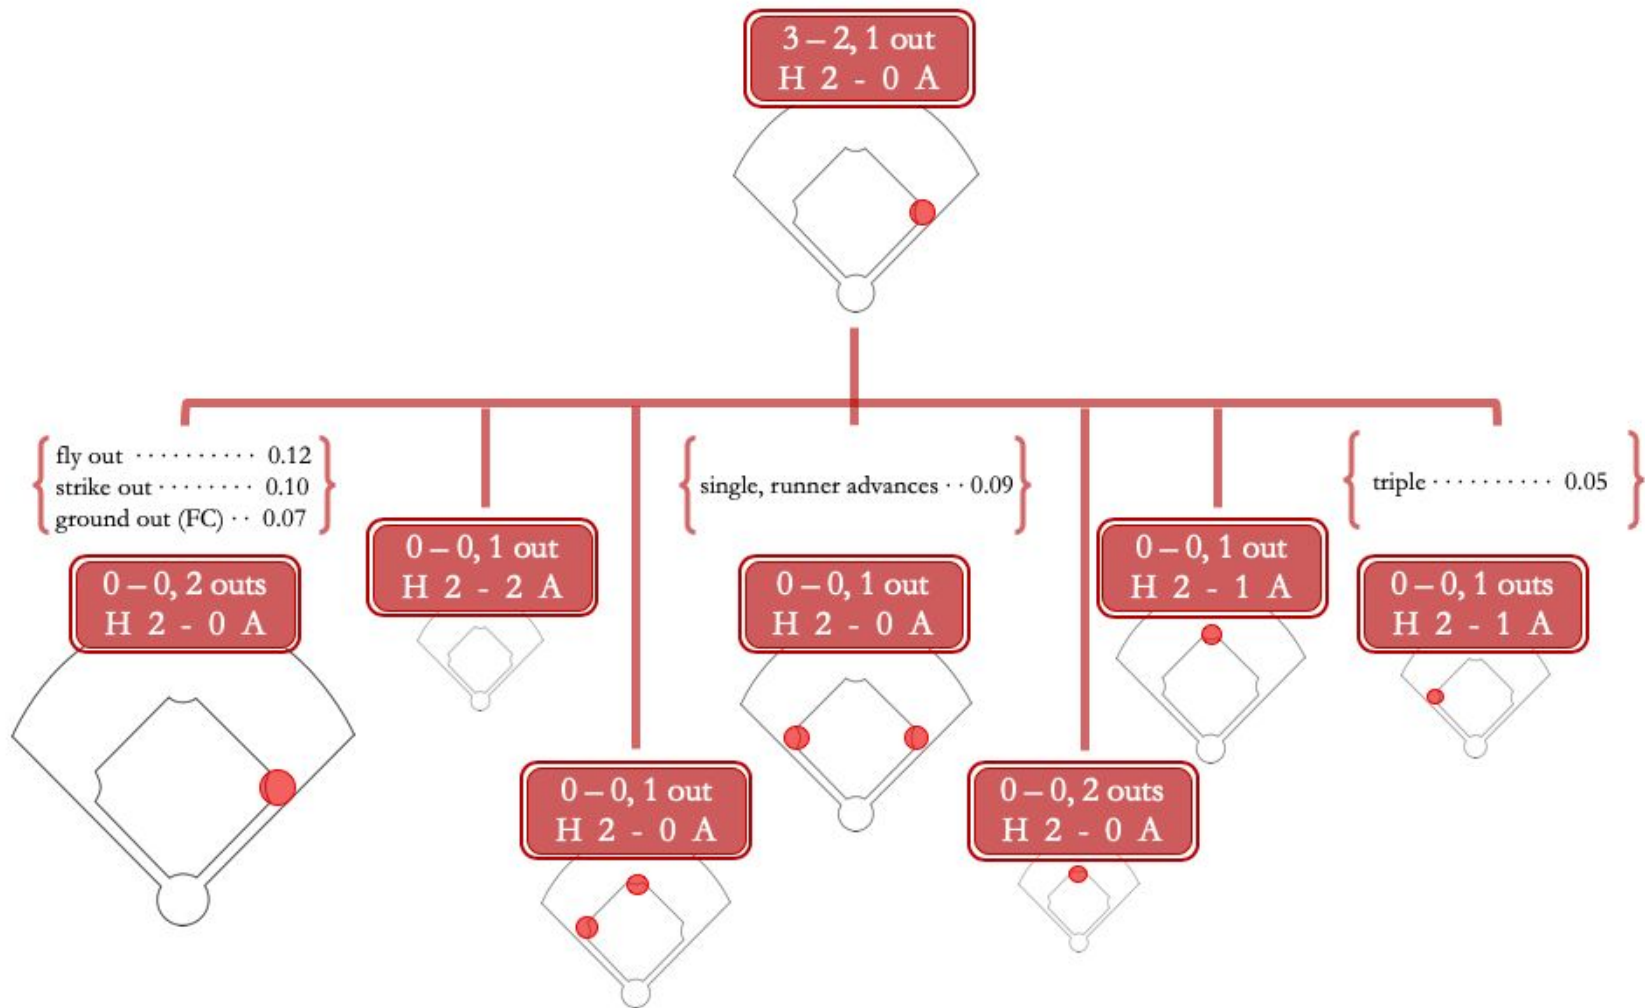 3 – 2, 1 out
H 2 - 0 A
fly out ·········· 0.12
strike out ········ 0.10
ground out (FC) ·· 0.07
single, runner advances ·· 0.09
triple ·········· 0.05
0 – 0, 2 outs
H 2 - 0 A
0 – 0, 1 out
H 2 - 2 A
0 – 0, 1 out
H 2 - 0 A
0 – 0, 1 out
H 2 - 1 A
0 – 0, 1 outs
H 2 - 1 A
0 – 0, 1 out
H 2 - 0 A
0 – 0, 2 outs
H 2 - 0 A